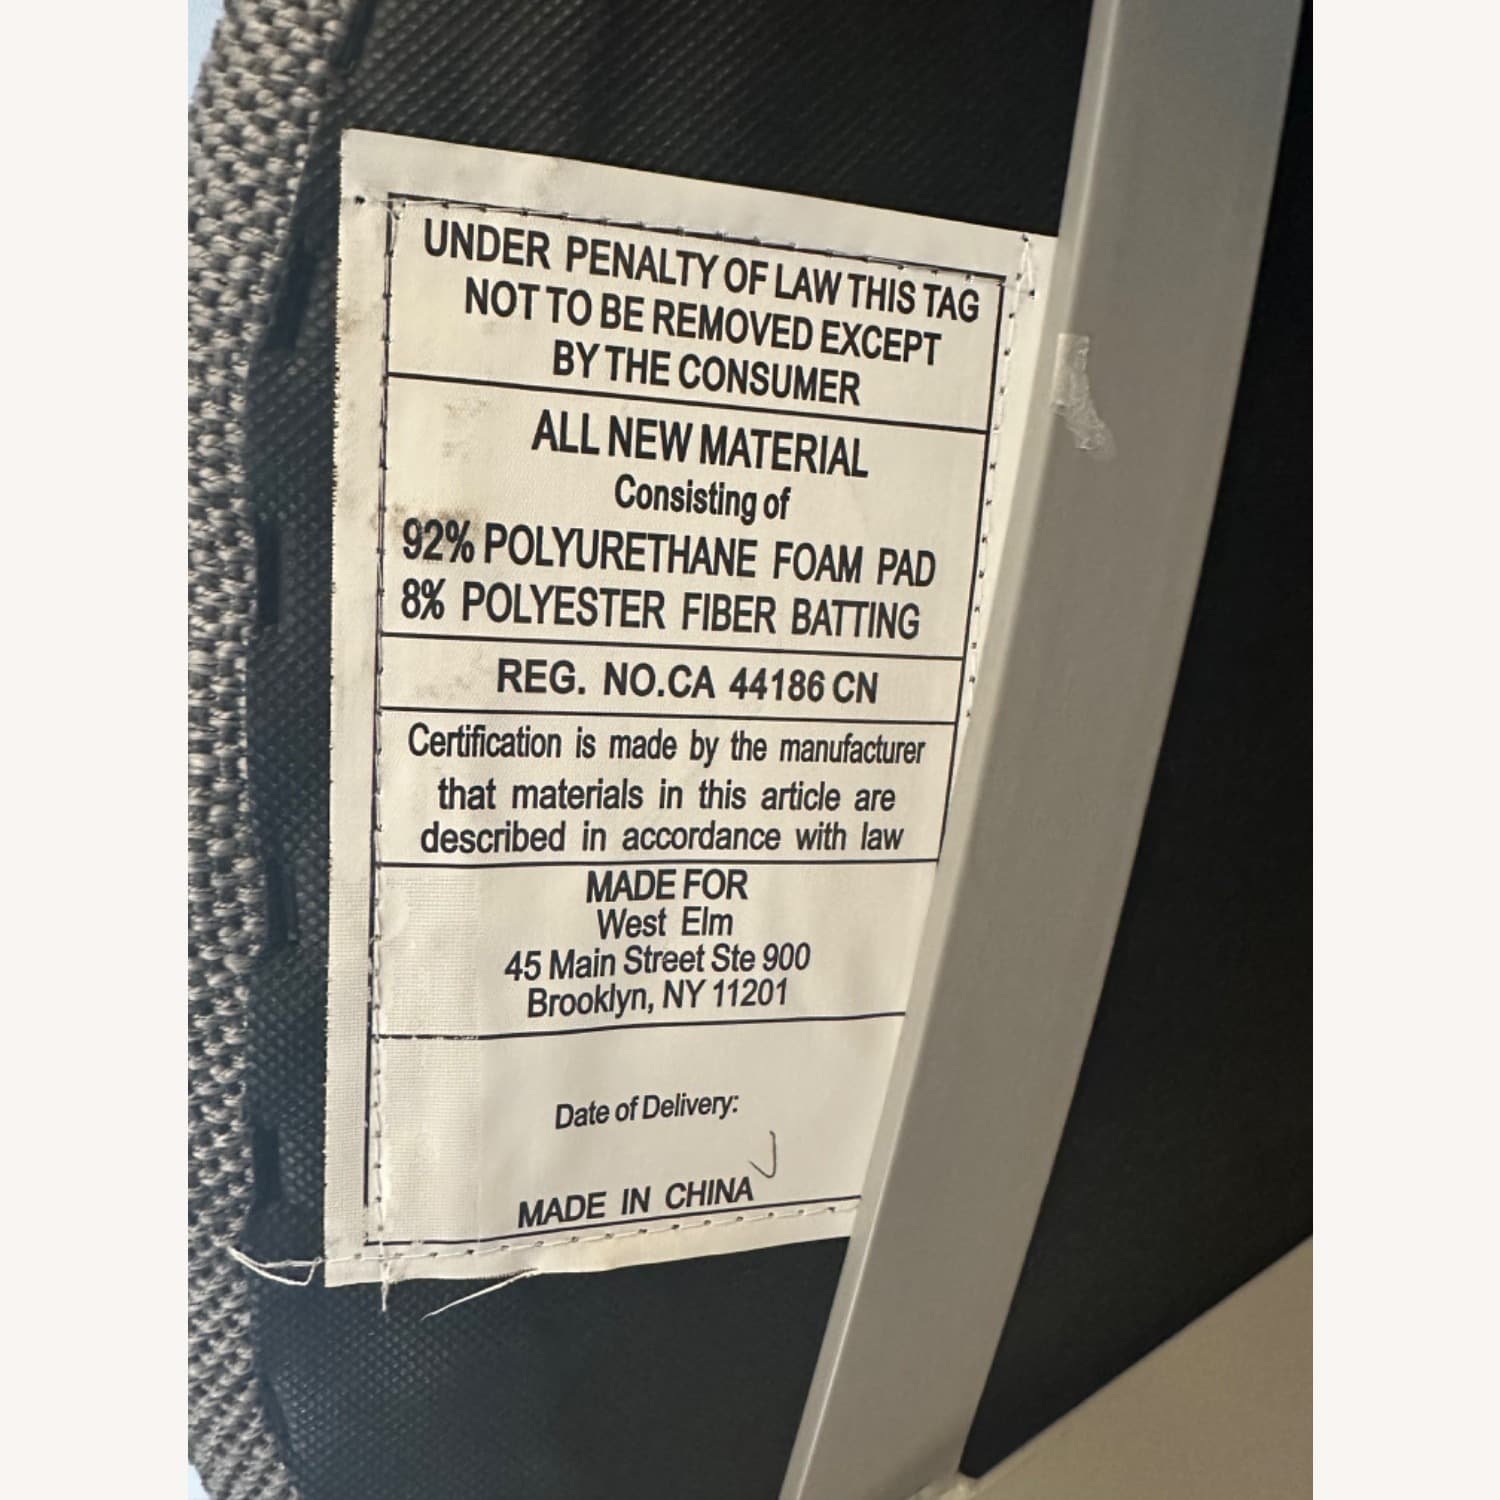 UNDER PENALTY OF LAW THIS TAG
NOT TO BE REMOVED EXCEPT
BY THE CONSUMER
ALL NEW MATERIAL
Consisting of
92% POLYURETHANE FOAM PAD
8% POLYESTER FIBER BATTING
REG. NO.CA 44186 CN
Certification is made by the manufacturer
that materials in this article are
described in accordance with law
MADE FOR
West Elm
45 Main Street Ste 900
Brooklyn, NY 11201
Date of Delivery:
MADE IN CHINA